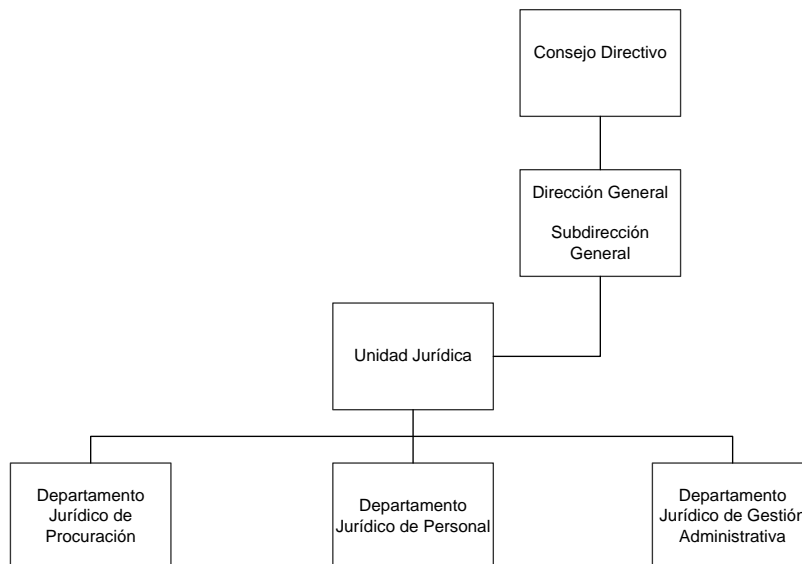 Consejo Directivo
Dirección General
Subdirección
General
Unidad Jurídica
Departamento
Jurídico de
Procuración
Departamento
Jurídico de Personal
Departamento
Jurídico de Gestión
Administrativa